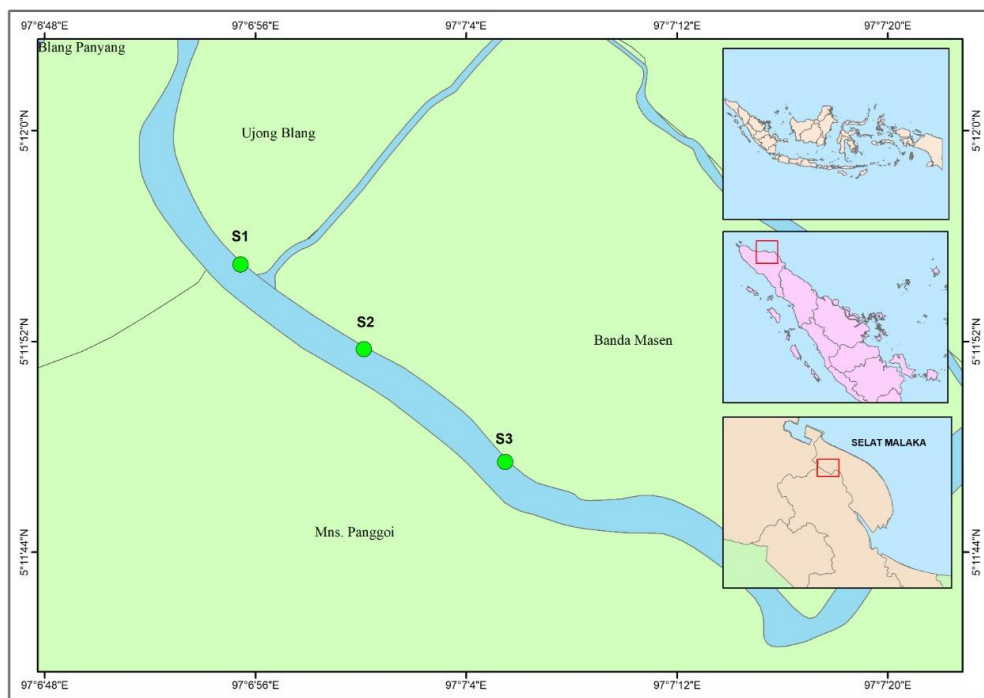 97°6'48"E
97°6'56"E
97°7'4"E
97°7'12"E
97°7'20"E
Blang Panyang
Ujong Blang
5°12'0"N
5°12'0"N
S1
S2
Banda Masen
5°11'52"N
5°11'52"N
S3
SELAT MALAKA
Mns. Panggoi
5°11'44"N
5°11'44"N
97°6'48"E
97°6'56"E
97°7'4"E
97°7'12"E
97°7'20"E